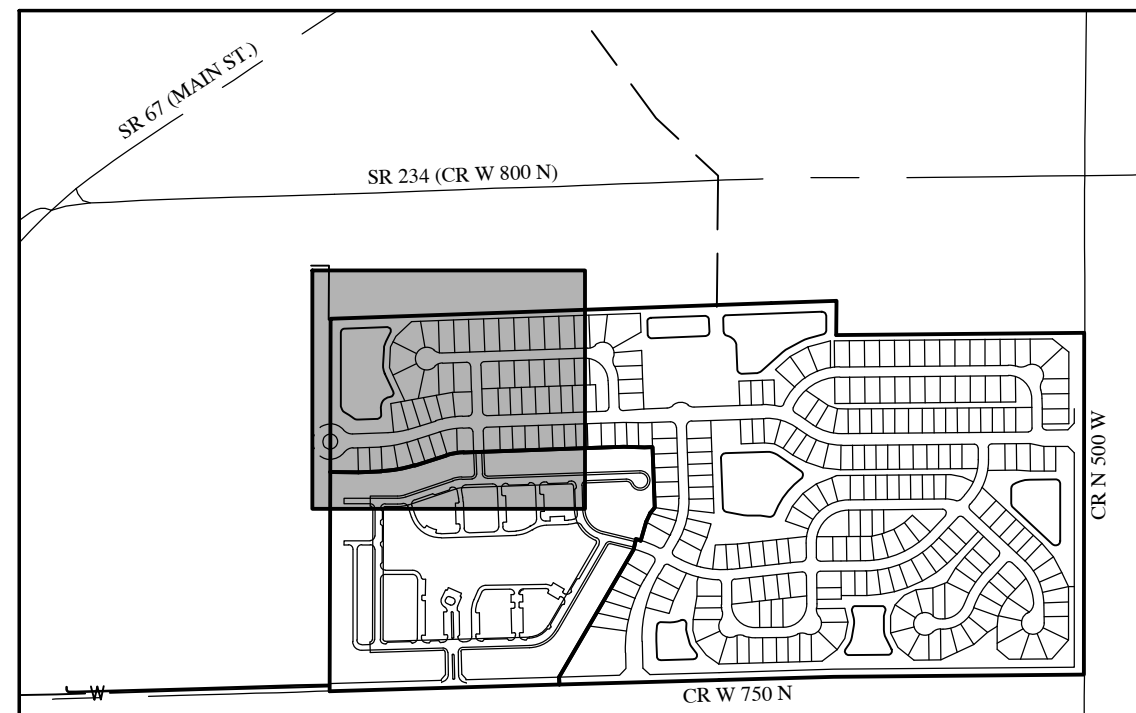 SR 67 (MAIN ST.)
SR 234 (CR W 800 N)
CR N 500 W
W
CR W 750 N